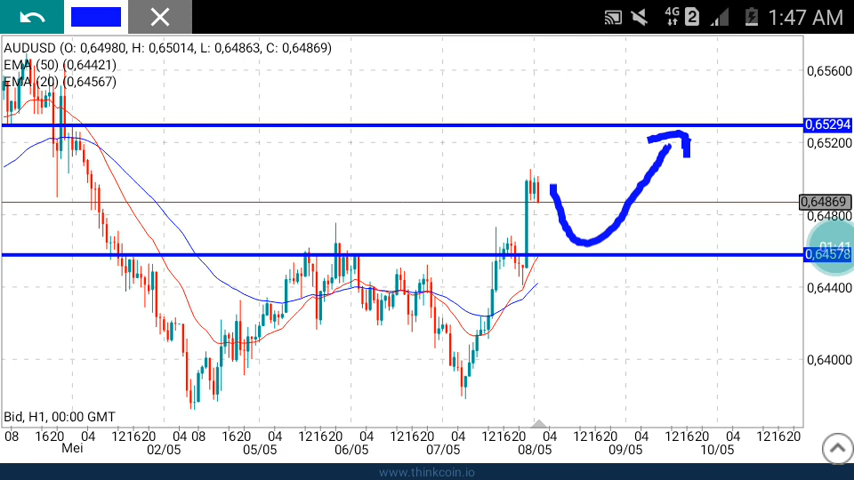 4G 2 1:47 AM
AUDUSD (O: 0,64980, H: 0,65014, L: 0,64863, C: 0,64869)
EMA (50) (0,64421)
EMA (20) (0,64567)
0,65600
0,65294
0,65200
0,64869
0,64800
01:41
0,64578
0,64400
0,64000
Bid, H1, 00:00 GMT
08 1620 04 121620 04 08 1620 04 121620 04 121620 04 121620 04 121620 04 121620 04 121620
Mei 02/05 05/05 06/05 07/05 08/05 09/05 10/05
www.thinkcoin.io